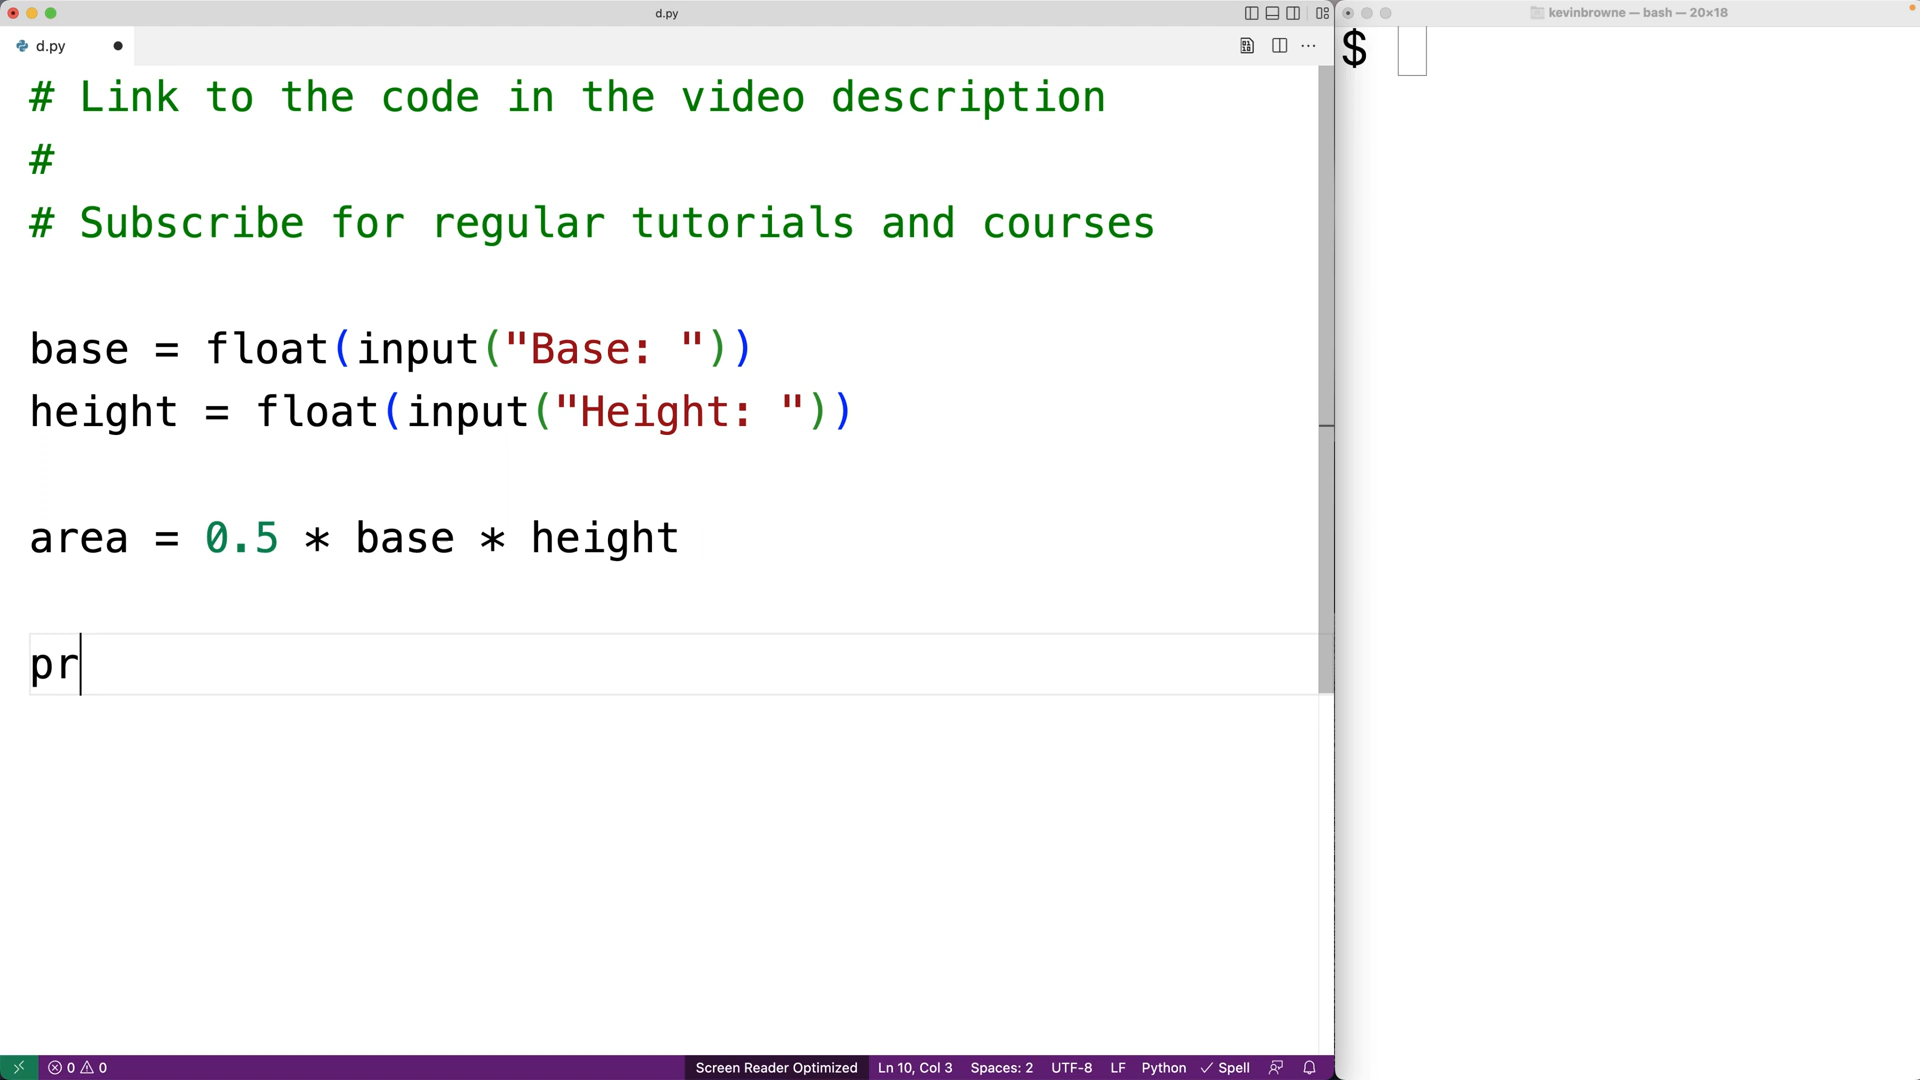 d.py
kevinbrowne — bash — 20×18
d.py
$
# Link to the code in the video description
#
# Subscribe for regular tutorials and courses
base = float(input("Base: "))
height = float(input("Height: "))
area = 0.5 * base * height
pr
0 0 Screen Reader Optimized Ln 10, Col 3 Spaces: 2 UTF-8 LF Python Spell